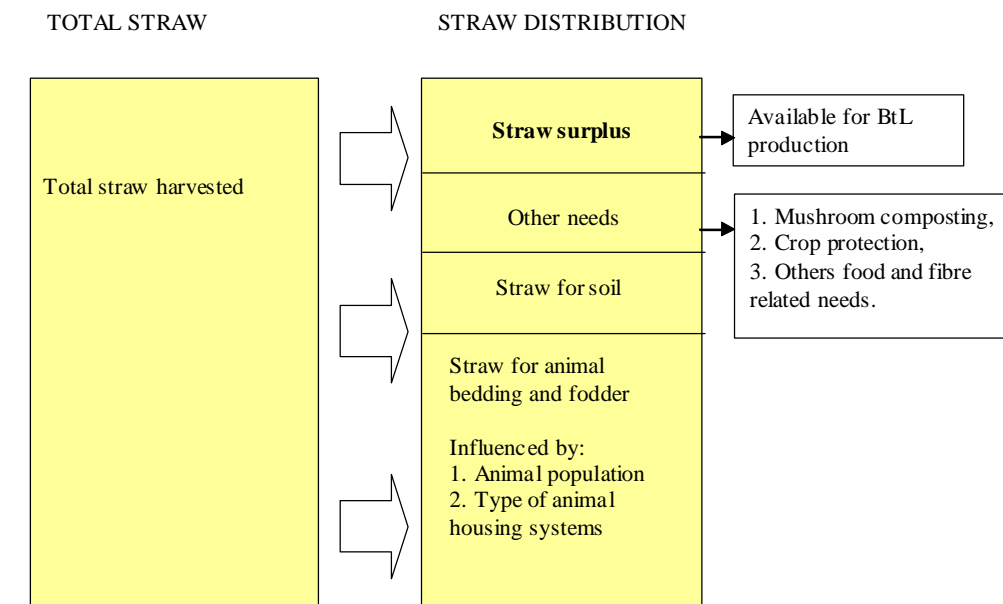 TOTAL STRAW
STRAW DISTRIBUTION
Total straw harvested
Straw surplus
Available for BtL
production
Other needs
1. Mushroom composting,
2. Crop protection,
3. Others food and fibre
related needs.
Straw for soil
Straw for animal
bedding and fodder
Influenced by:
1. Animal population
2. Type of animal
housing systems